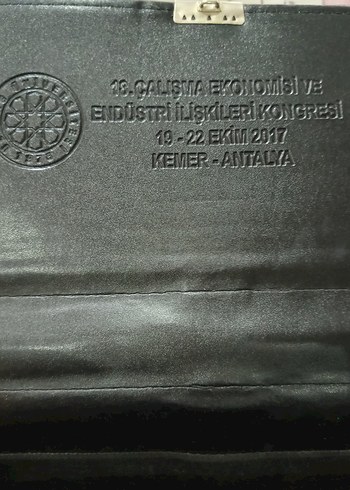 18. ÇALIŞMA EKONOMİSİ VE
ENDÜSTRİ İLİŞKİLERİ KONGRESİ
19 - 22 EKİM 2017
KEMER - ANTALYA